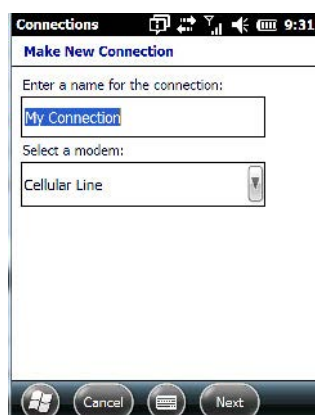 Connections 9:31
Make New Connection
Enter a name for the connection:
My Connection
Select a modem:
Cellular Line
Cancel Next